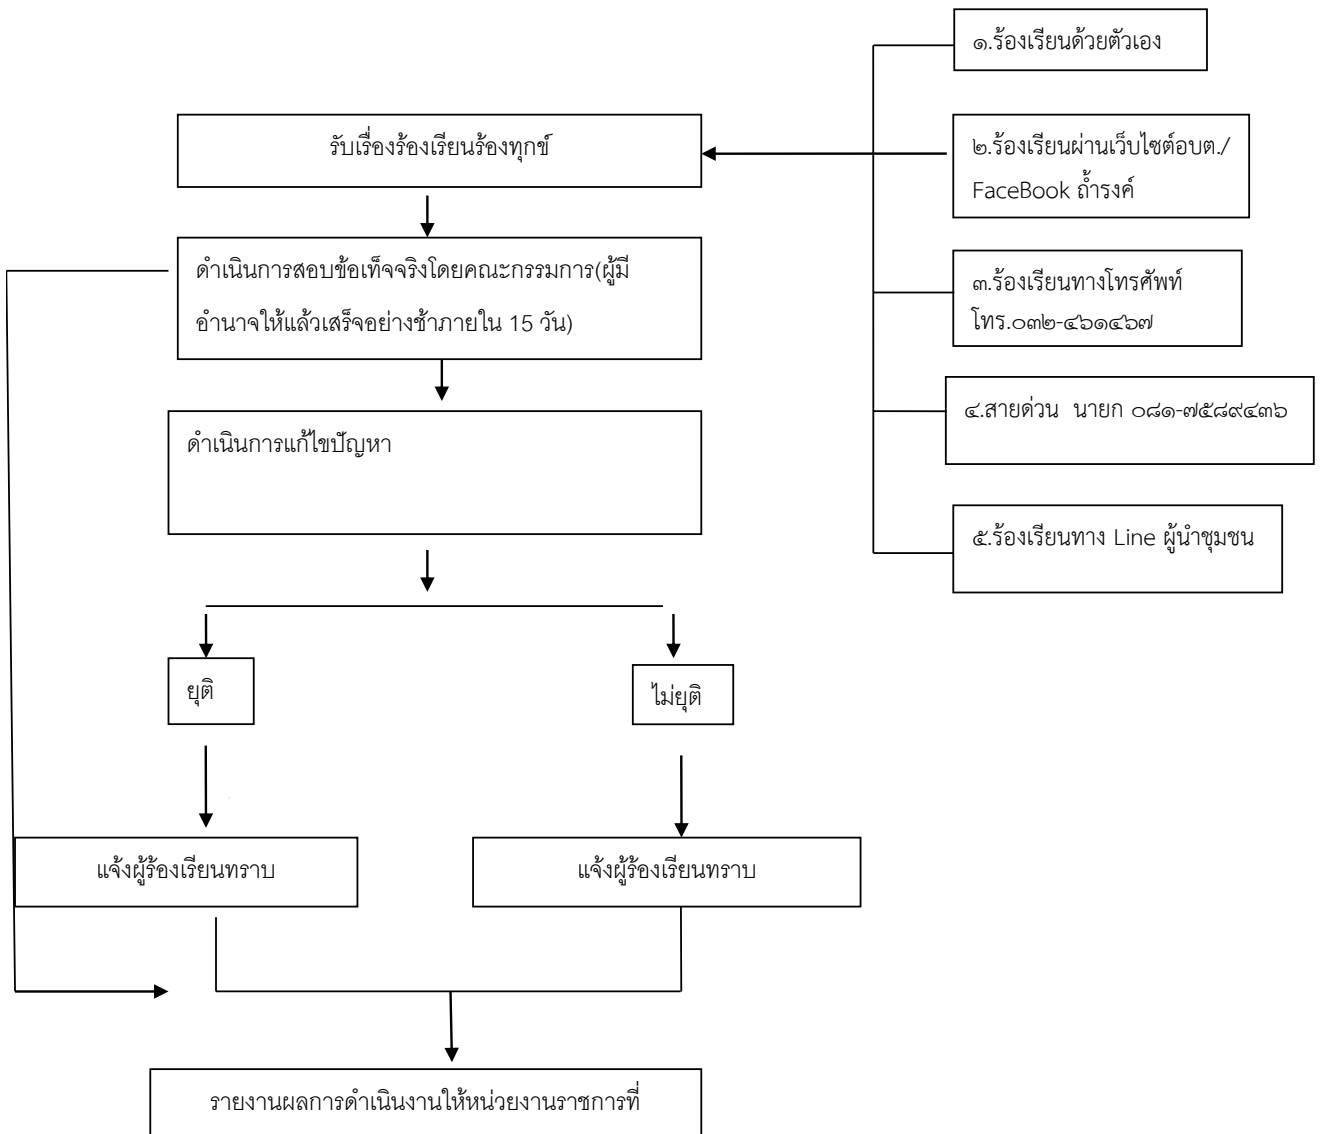 ๑.ร้องเรียนด้วยตัวเอง
รับเรื่องร้องเรียนร้องทุกข์
๒.ร้องเรียนผ่านเว็บไซต์อบต./
FaceBook ถ้ำรงค์
ดำเนินการสอบข้อเท็จจริงโดยคณะกรรมการ(ผู้มี
อำนาจให้แล้วเสร็จอย่างช้าภายใน 15 วัน)
๓.ร้องเรียนทางโทรศัพท์
โทร.๐๓๒-๔๖๑๔๖๗
๔.สายด่วน นายก ๐๘๑-๗๕๘๙๔๓๖
ดำเนินการแก้ไขปัญหา
๕.ร้องเรียนทาง Line ผู้นำชุมชน
ยุติ
ไม่ยุติ
แจ้งผู้ร้องเรียนทราบ
แจ้งผู้ร้องเรียนทราบ
รายงานผลการดำเนินงานให้หน่วยงานราชการที่